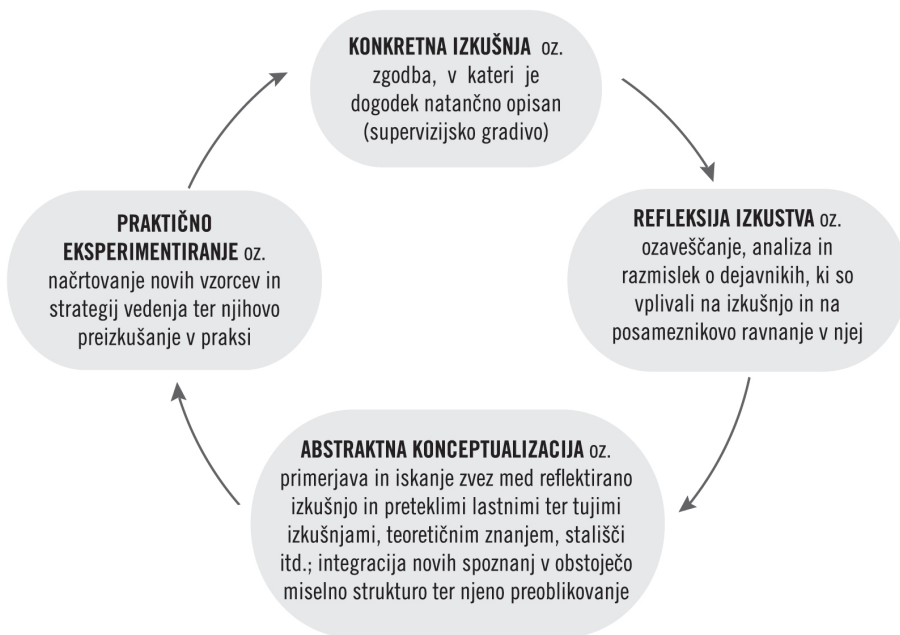 KONKRETNA IZKUŠNJA oz.
zgodba, v kateri je
dogodek natančno opisan
(supervizijsko gradivo)
REFLEKSIJA IZKUSTVA oz.
ozaveščanje, analiza in
razmislek o dejavnikih, ki so
vplivali na izkušnjo in na
posameznikovo ravnanje v njej
ABSTRAKTNA KONCEPTUALIZACIJA oz.
primerjava in iskanje zvez med reflektirano
izkušnjo in preteklimi lastnimi ter tujimi
izkušnjami, teoretičnim znanjem, stališči
itd.; integracija novih spoznanj v obstoječo
miselno strukturo ter njeno preoblikovanje
PRAKTIČNO
EKSPERIMENTIRANJE oz.
načrtovanje novih vzorcev in
strategij vedenja ter njihovo
preizkušanje v praksi